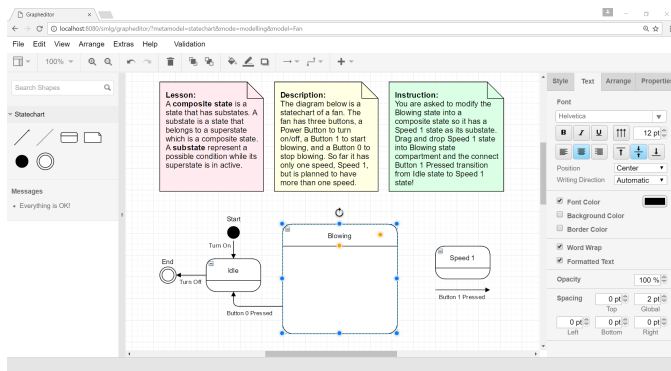 Grapheditor
localhost:8080/smlg/grapheditor/?metamodel=statechart&mode=modelling&model=Fan
File Edit View Arrange Extras Help Validation
100%
Search Shapes
Statechart
Messages
Everything is OK!
Lesson:
A composite state is a
state that has substates. A
substate is a state that
belongs to a superstate
which is a composite state.
A substate represent a
possible condition while its
superstate is in active.
Description:
The diagram below is a
statechart of a fan. The
fan has three buttons, a
Power Button to turn
on/off, a Button 1 to start
blowing, and a Button 0 to
stop blowing. So far it has
only one speed, Speed 1,
but is planned to have
more than one speed.
Instruction:
You are asked to modify the
Blowing state into a
composite state so it has a
Speed 1 state as its substate.
Drag and drop Speed 1 state
into Blowing state
compartment and the connect
Button 1 Pressed transition
from Idle state to Speed 1
state!
Start
Turn On
End
Idle
Turn Off
Button 0 Pressed
Blowing
Speed 1
Button 1 Pressed
Style Text Arrange Properties
Font
Helvetica
B I U 12 pt
Position Center
Writing Direction Automatic
Font Color
Background Color
Border Color
Word Wrap
Formatted Text
Opacity 100 %
Spacing 0 pt 2 pt
Top Global
0 pt 0 pt 0 pt
Left Bottom Right